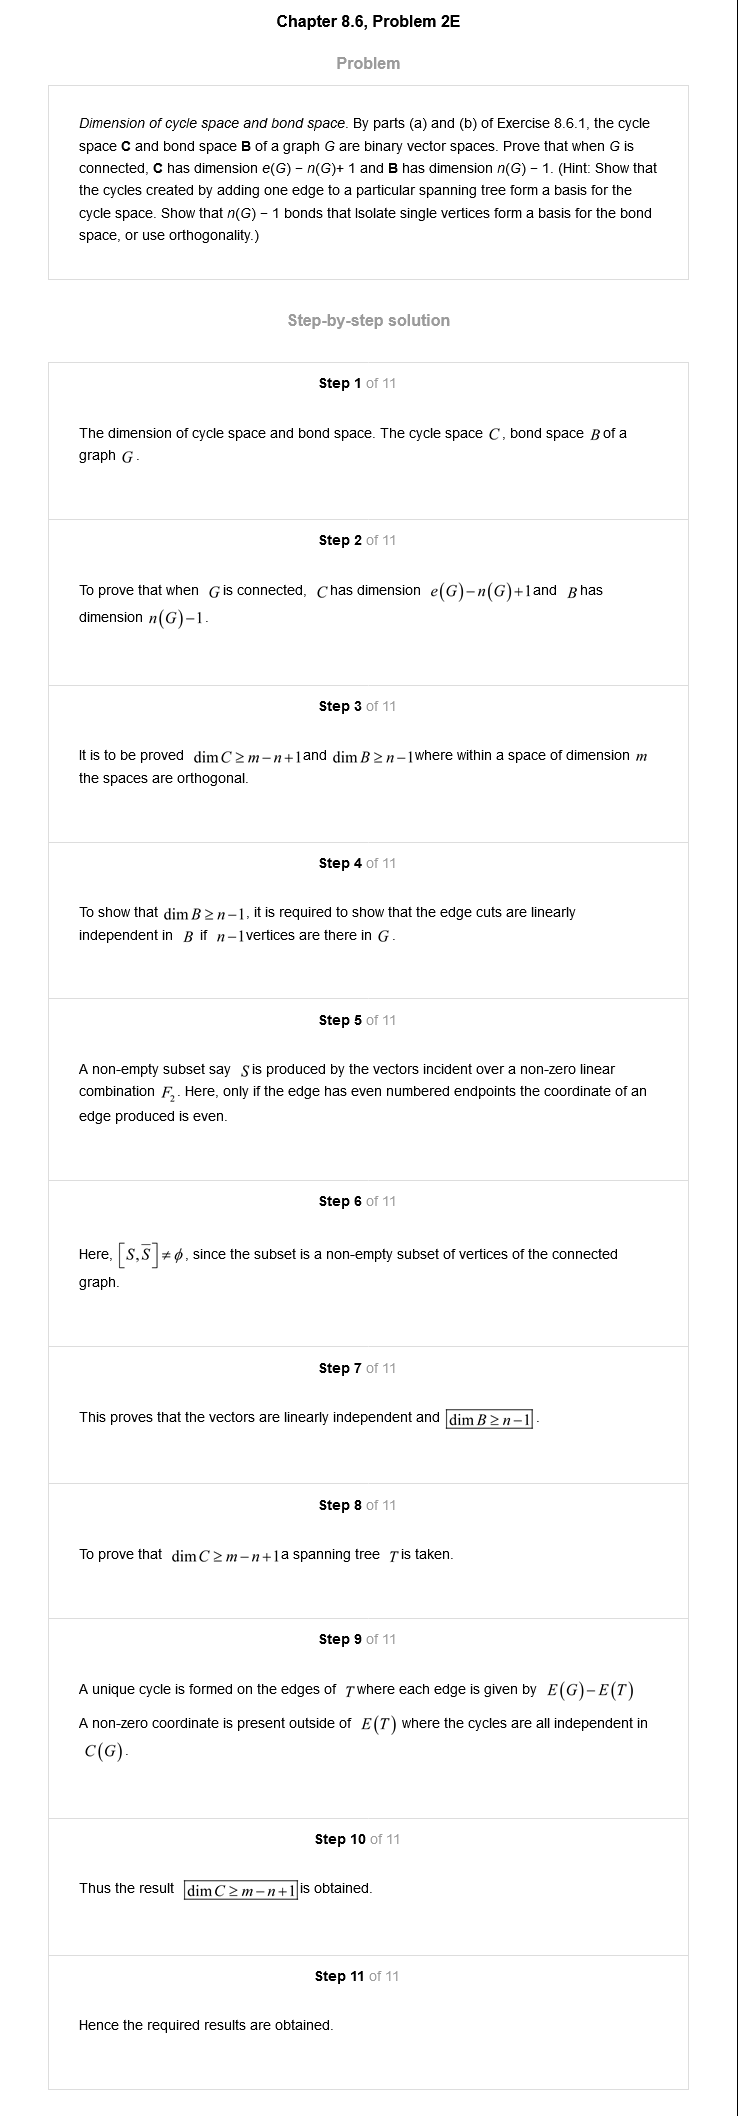 Chapter 8.6, Problem 2E
Problem
Dimension of cycle space and bond space. By parts (a) and (b) of Exercise 8.6.1, the cycle
space C and bond space B of a graph G are binary vector spaces. Prove that when G is
connected, C has dimension e(G) − n(G)+ 1 and B has dimension n(G) − 1. (Hint: Show that
the cycles created by adding one edge to a particular spanning tree form a basis for the
cycle space. Show that n(G) − 1 bonds that Isolate single vertices form a basis for the bond
space, or use orthogonality.)
Step-by-step solution
Step 1 of 11
The dimension of cycle space and bond space. The cycle space C, bond space B of a
graph G.
Step 2 of 11
To prove that when G is connected, C has dimension e(G)−n(G)+1 and B has
dimension n(G)−1.
Step 3 of 11
It is to be proved dim C ≥ m−n+1 and dim B ≥ n−1 where within a space of dimension m
the spaces are orthogonal.
Step 4 of 11
To show that dim B ≥ n−1, it is required to show that the edge cuts are linearly
independent in B if n−1 vertices are there in G.
Step 5 of 11
A non-empty subset say S is produced by the vectors incident over a non-zero linear
combination F₂. Here, only if the edge has even numbered endpoints the coordinate of an
edge produced is even.
Step 6 of 11
Here, [S,S̅] ≠ ϕ, since the subset is a non-empty subset of vertices of the connected
graph.
Step 7 of 11
This proves that the vectors are linearly independent and dim B ≥ n−1.
Step 8 of 11
To prove that dim C ≥ m−n+1 a spanning tree T is taken.
Step 9 of 11
A unique cycle is formed on the edges of T where each edge is given by E(G)−E(T)
A non-zero coordinate is present outside of E(T) where the cycles are all independent in
C(G).
Step 10 of 11
Thus the result dim C ≥ m−n+1 is obtained.
Step 11 of 11
Hence the required results are obtained.